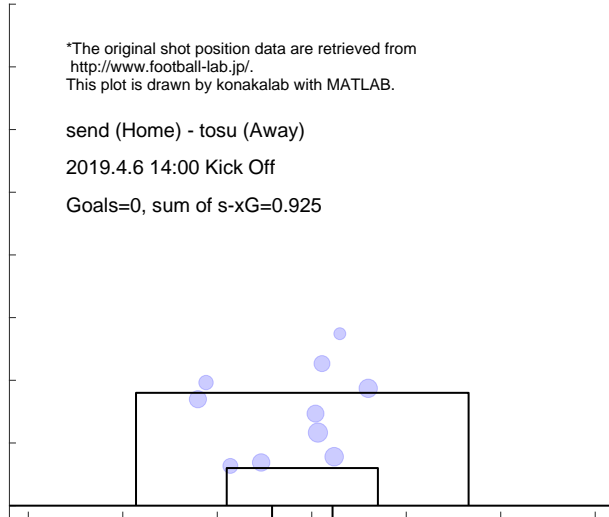 *The original shot position data are retrieved from
http://www.football-lab.jp/.
This plot is drawn by konakalab with MATLAB.
send (Home) - tosu (Away)
2019.4.6 14:00 Kick Off
Goals=0, sum of s-xG=0.925